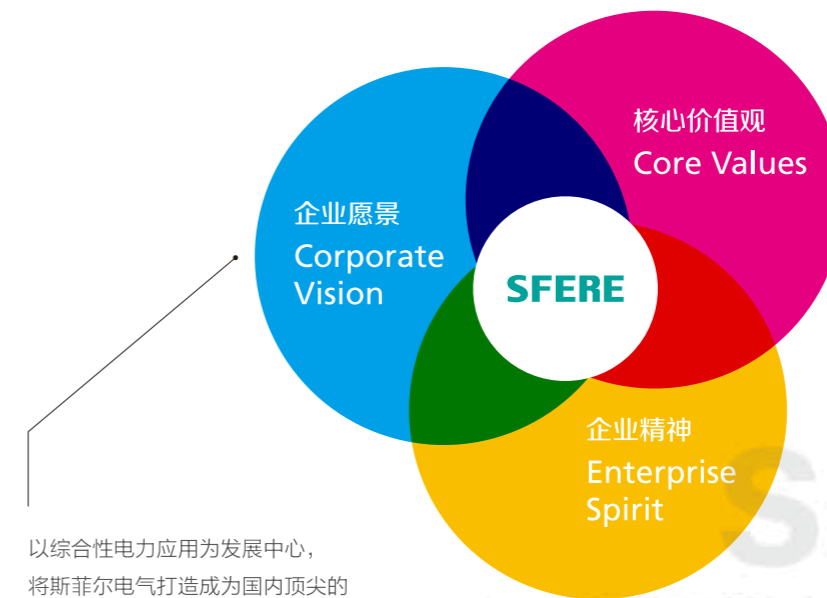 核心价值观
Core Values
企业愿景
Corporate
Vision
SFERE
企业精神
Enterprise
Spirit
以综合性电力应用为发展中心，
将斯菲尔电气打造成为国内顶尖的
S